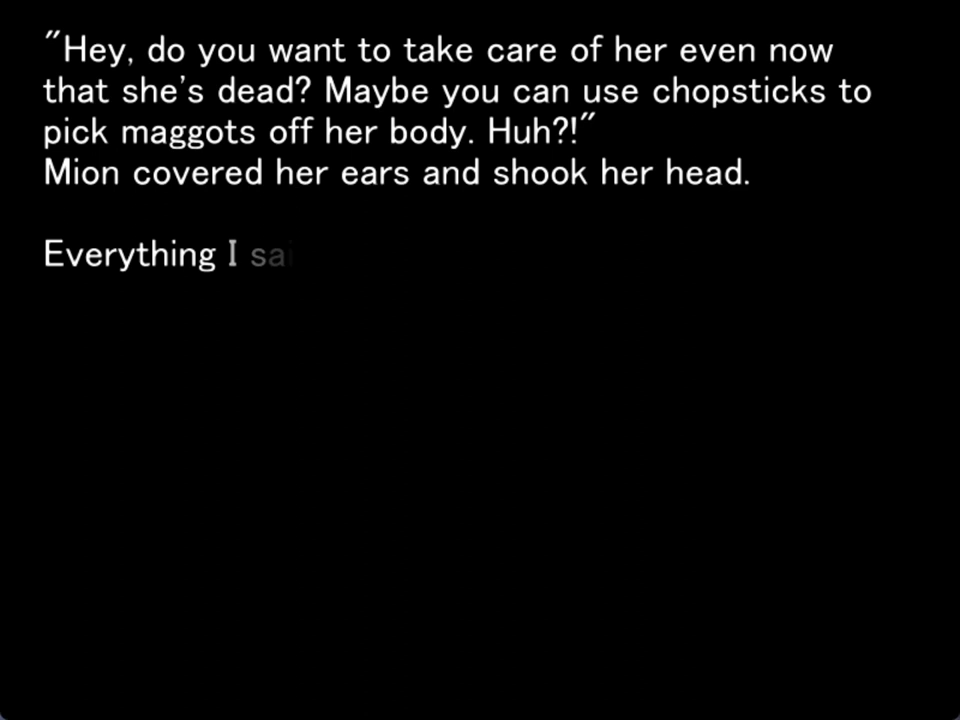 "Hey, do you want to take care of her even now
that she's dead? Maybe you can use chopsticks to
pick maggots off her body. Huh?!"
Mion covered her ears and shook her head.
Everything I sai